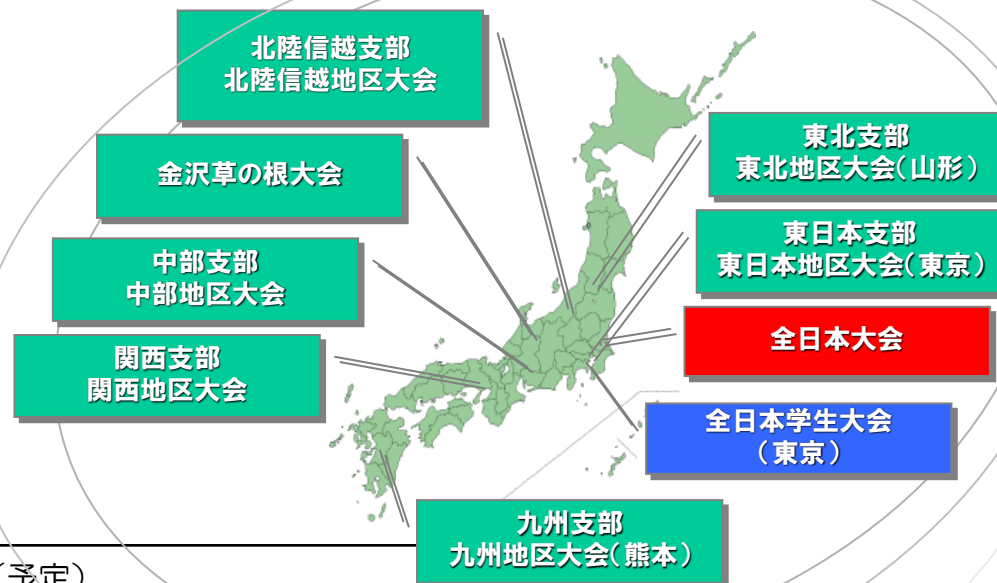 北陸信越支部
北陸信越地区大会
金沢草の根大会
中部支部
中部地区大会
関西支部
関西地区大会
東北支部
東北地区大会（山形）
東日本支部
東日本地区大会（東京）
全日本大会
全日本学生大会
（東京）
九州支部
九州地区大会（熊本）
（予定）